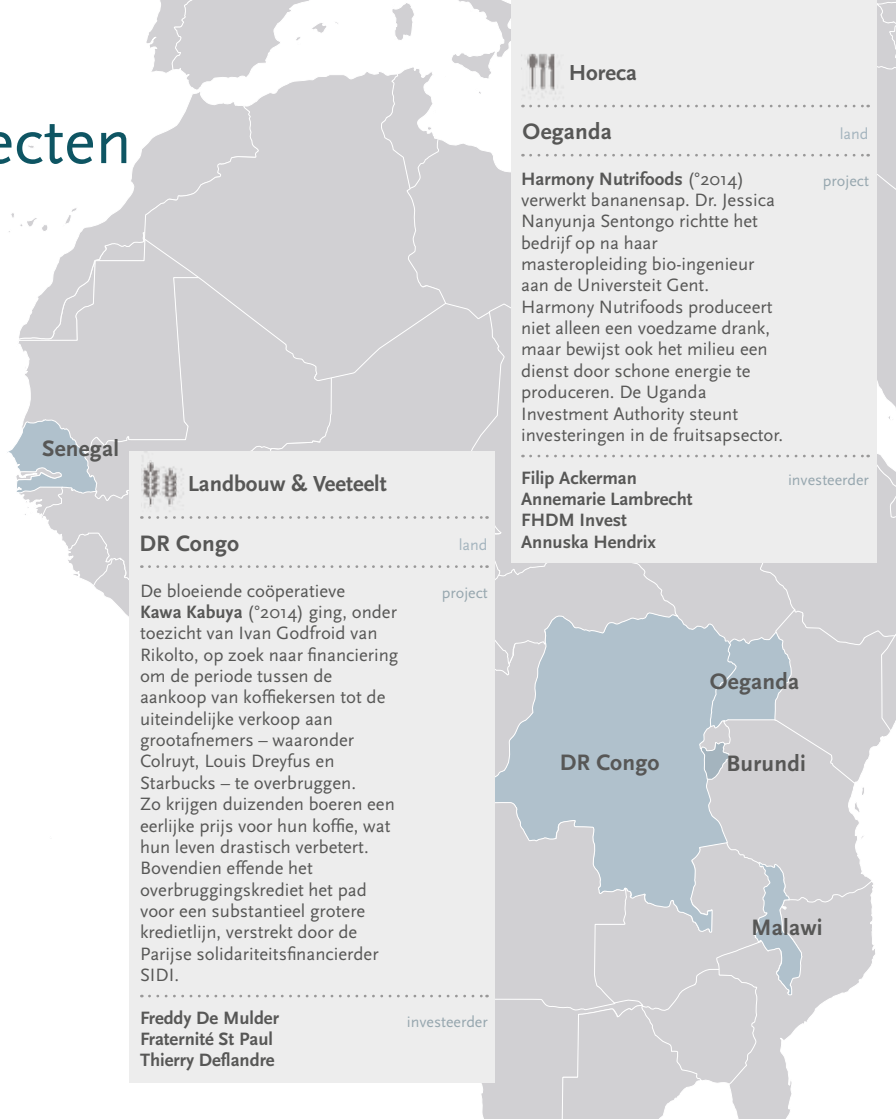 ecten
Horeca
Oeganda land
Harmony Nutrifoods (°2014) project
verwerkt bananensap. Dr. Jessica
Nanyunja Sentongo richtte het
bedrijf op na haar
masteropleiding bio-ingenieur
aan de Universteit Gent.
Harmony Nutrifoods produceert
niet alleen een voedzame drank,
maar bewijst ook het milieu een
dienst door schone energie te
produceren. De Uganda
Investment Authority steunt
investeringen in de fruitsapsector.
Filip Ackerman investeerder
Annemarie Lambrecht
FHDM Invest
Annuska Hendrix
Senegal
Landbouw & Veeteelt
DR Congo land
De bloeiende coöperatieve project
Kawa Kabuya (°2014) ging, onder
toezicht van Ivan Godfroid van
Rikolto, op zoek naar financiering
om de periode tussen de
aankoop van koffiekersen tot de
uiteindelijke verkoop aan
grootafnemers – waaronder
Colruyt, Louis Dreyfus en
Starbucks – te overbruggen.
Zo krijgen duizenden boeren een
eerlijke prijs voor hun koffie, wat
hun leven drastisch verbetert.
Bovendien effende het
overbruggingskrediet het pad
voor een substantieel grotere
kredietlijn, verstrekt door de
Parijse solidariteitsfinancierder
SIDI.
Freddy De Mulder investeerder
Fraternité St Paul
Thierry Deflandre
Oeganda
DR Congo
Burundi
Malawi